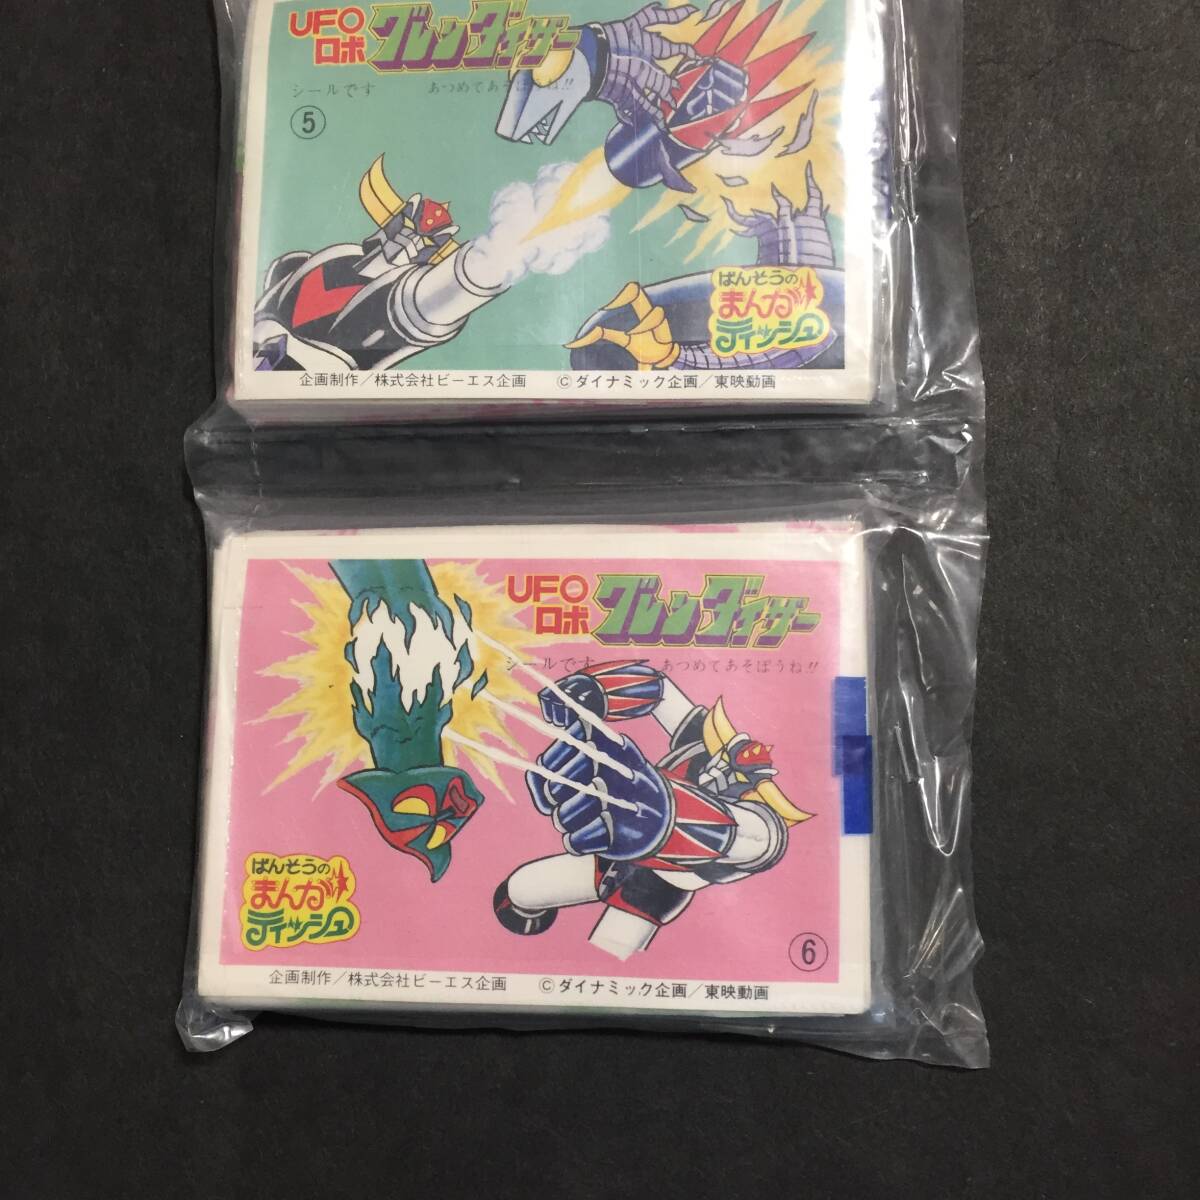 UFO
ロボ グレンダイザー
シールです あつめてあそぼうね!!
⑤
ばんそうの
まんが
ティッシュ
企画制作／株式会社ビーエス企画 ©ダイナミック企画／東映動画
UFO
ロボ グレンダイザー
シールです あつめてあそぼうね!!
ばんそうの
まんが
ティッシュ
⑥
企画制作／株式会社ビーエス企画 ©ダイナミック企画／東映動画